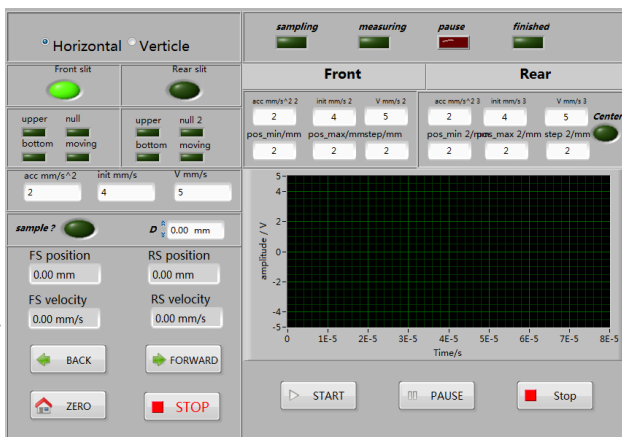 Horizontal Verticle
Front slit Rear slit
upper null
bottom moving
upper null 2
bottom moving
acc mm/s^2 init mm/s V mm/s
2 4 5
sample ? D 0.00 mm
FS position RS position
0.00 mm 0.00 mm
FS velocity RS velocity
0.00 mm/s 0.00 mm/s
BACK FORWARD
ZERO STOP
sampling measuring pause finished
Front Rear
acc mm/s^2 2 init mm/s 2 V mm/s 2
2 4 5
pos_min/mm pos_max/mm step/mm
2 2 2
acc mm/s^2 3 init mm/s 3 V mm/s 3
2 4 5
Center
pos_min 2/mm pos_max 2/mm step 2/mm
2 2 2
amplitude / V
5
4
2
0
-2
-4
-5
0 1E-5 2E-5 3E-5 4E-5 5E-5 6E-5 7E-5 8E-5
Time/s
START PAUSE Stop